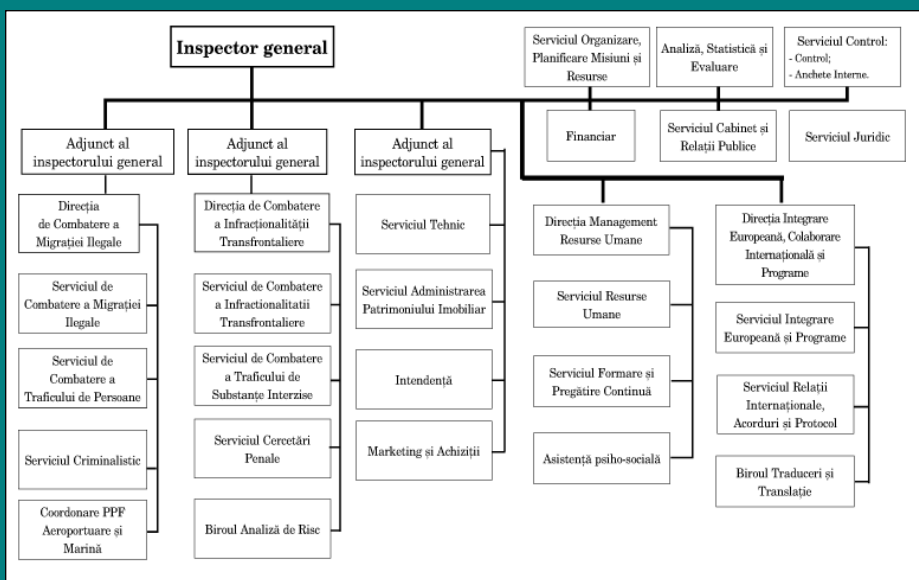 Inspector general
Serviciul Organizare,
Planificare Misiuni și
Resurse
Analiză, Statistică și
Evaluare
Serviciul Control:
- Control;
- Anchete Interne.
Financiar
Serviciul Cabinet și
Relații Publice
Serviciul Juridic
Adjunct al
inspectorului general
Adjunct al
inspectorului general
Adjunct al
inspectorului general
Direcția
de Combatere a
Migrației Ilegale
Serviciul de
Combatere a Migrației
Ilegale
Serviciul de
Combatere a
Traficului de Persoane
Serviciul Criminalistic
Coordonare PPF
Aeroportuare și
Marină
Direcția de Combatere
a Infracționalității
Transfrontaliere
Serviciul de Combatere
a Infractionalitatii
Transfrontaliere
Serviciul de Combatere
a Traficului de
Substanțe Interzise
Serviciul Cercetări
Penale
Biroul Analiză de Risc
Serviciul Tehnic
Serviciul Administrarea
Patrimoniului Imobiliar
Intendență
Marketing și Achiziții
Direcția Management
Resurse Umane
Serviciul Resurse
Umane
Serviciul Formare și
Pregătire Continuă
Asistență psiho-socială
Direcția Integrare
Europeană, Colaborare
Internațională și
Programe
Serviciul Integrare
Europeană și Programe
Serviciul Relații
Internaționale,
Acorduri și Protocol
Biroul Traduceri și
Translație